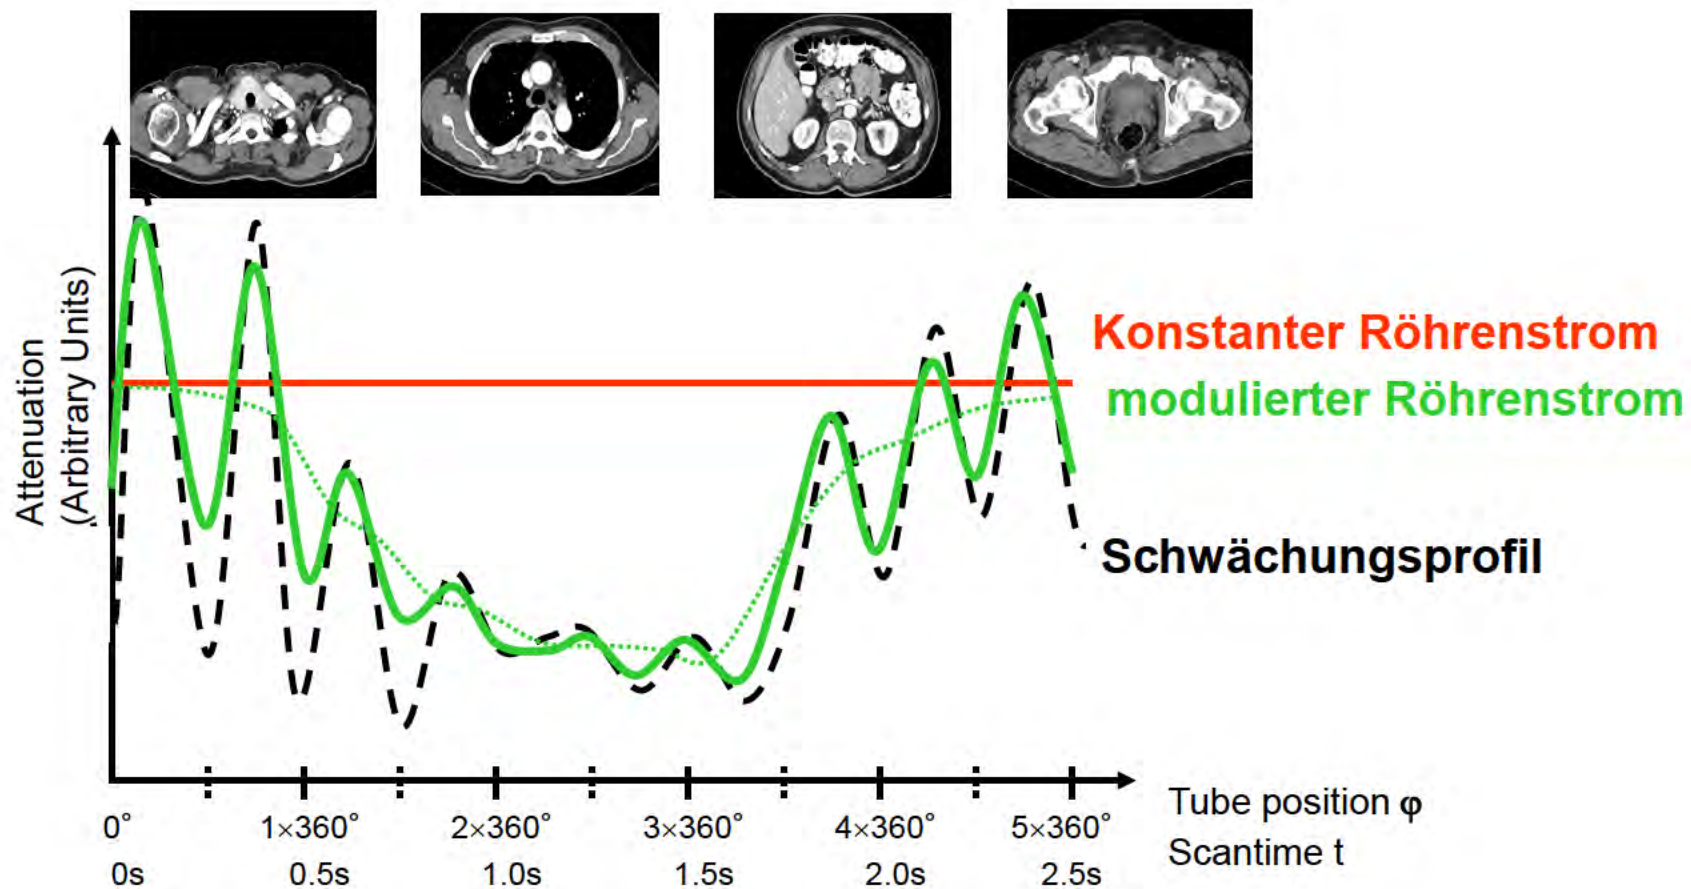 Attenuation
(Arbitrary Units)
Konstanter Röhrenstrom
modulierter Röhrenstrom
Schwächungsprofil
0° 1×360° 2×360° 3×360° 4×360° 5×360°
0s 0.5s 1.0s 1.5s 2.0s 2.5s
Tube position φ
Scantime t